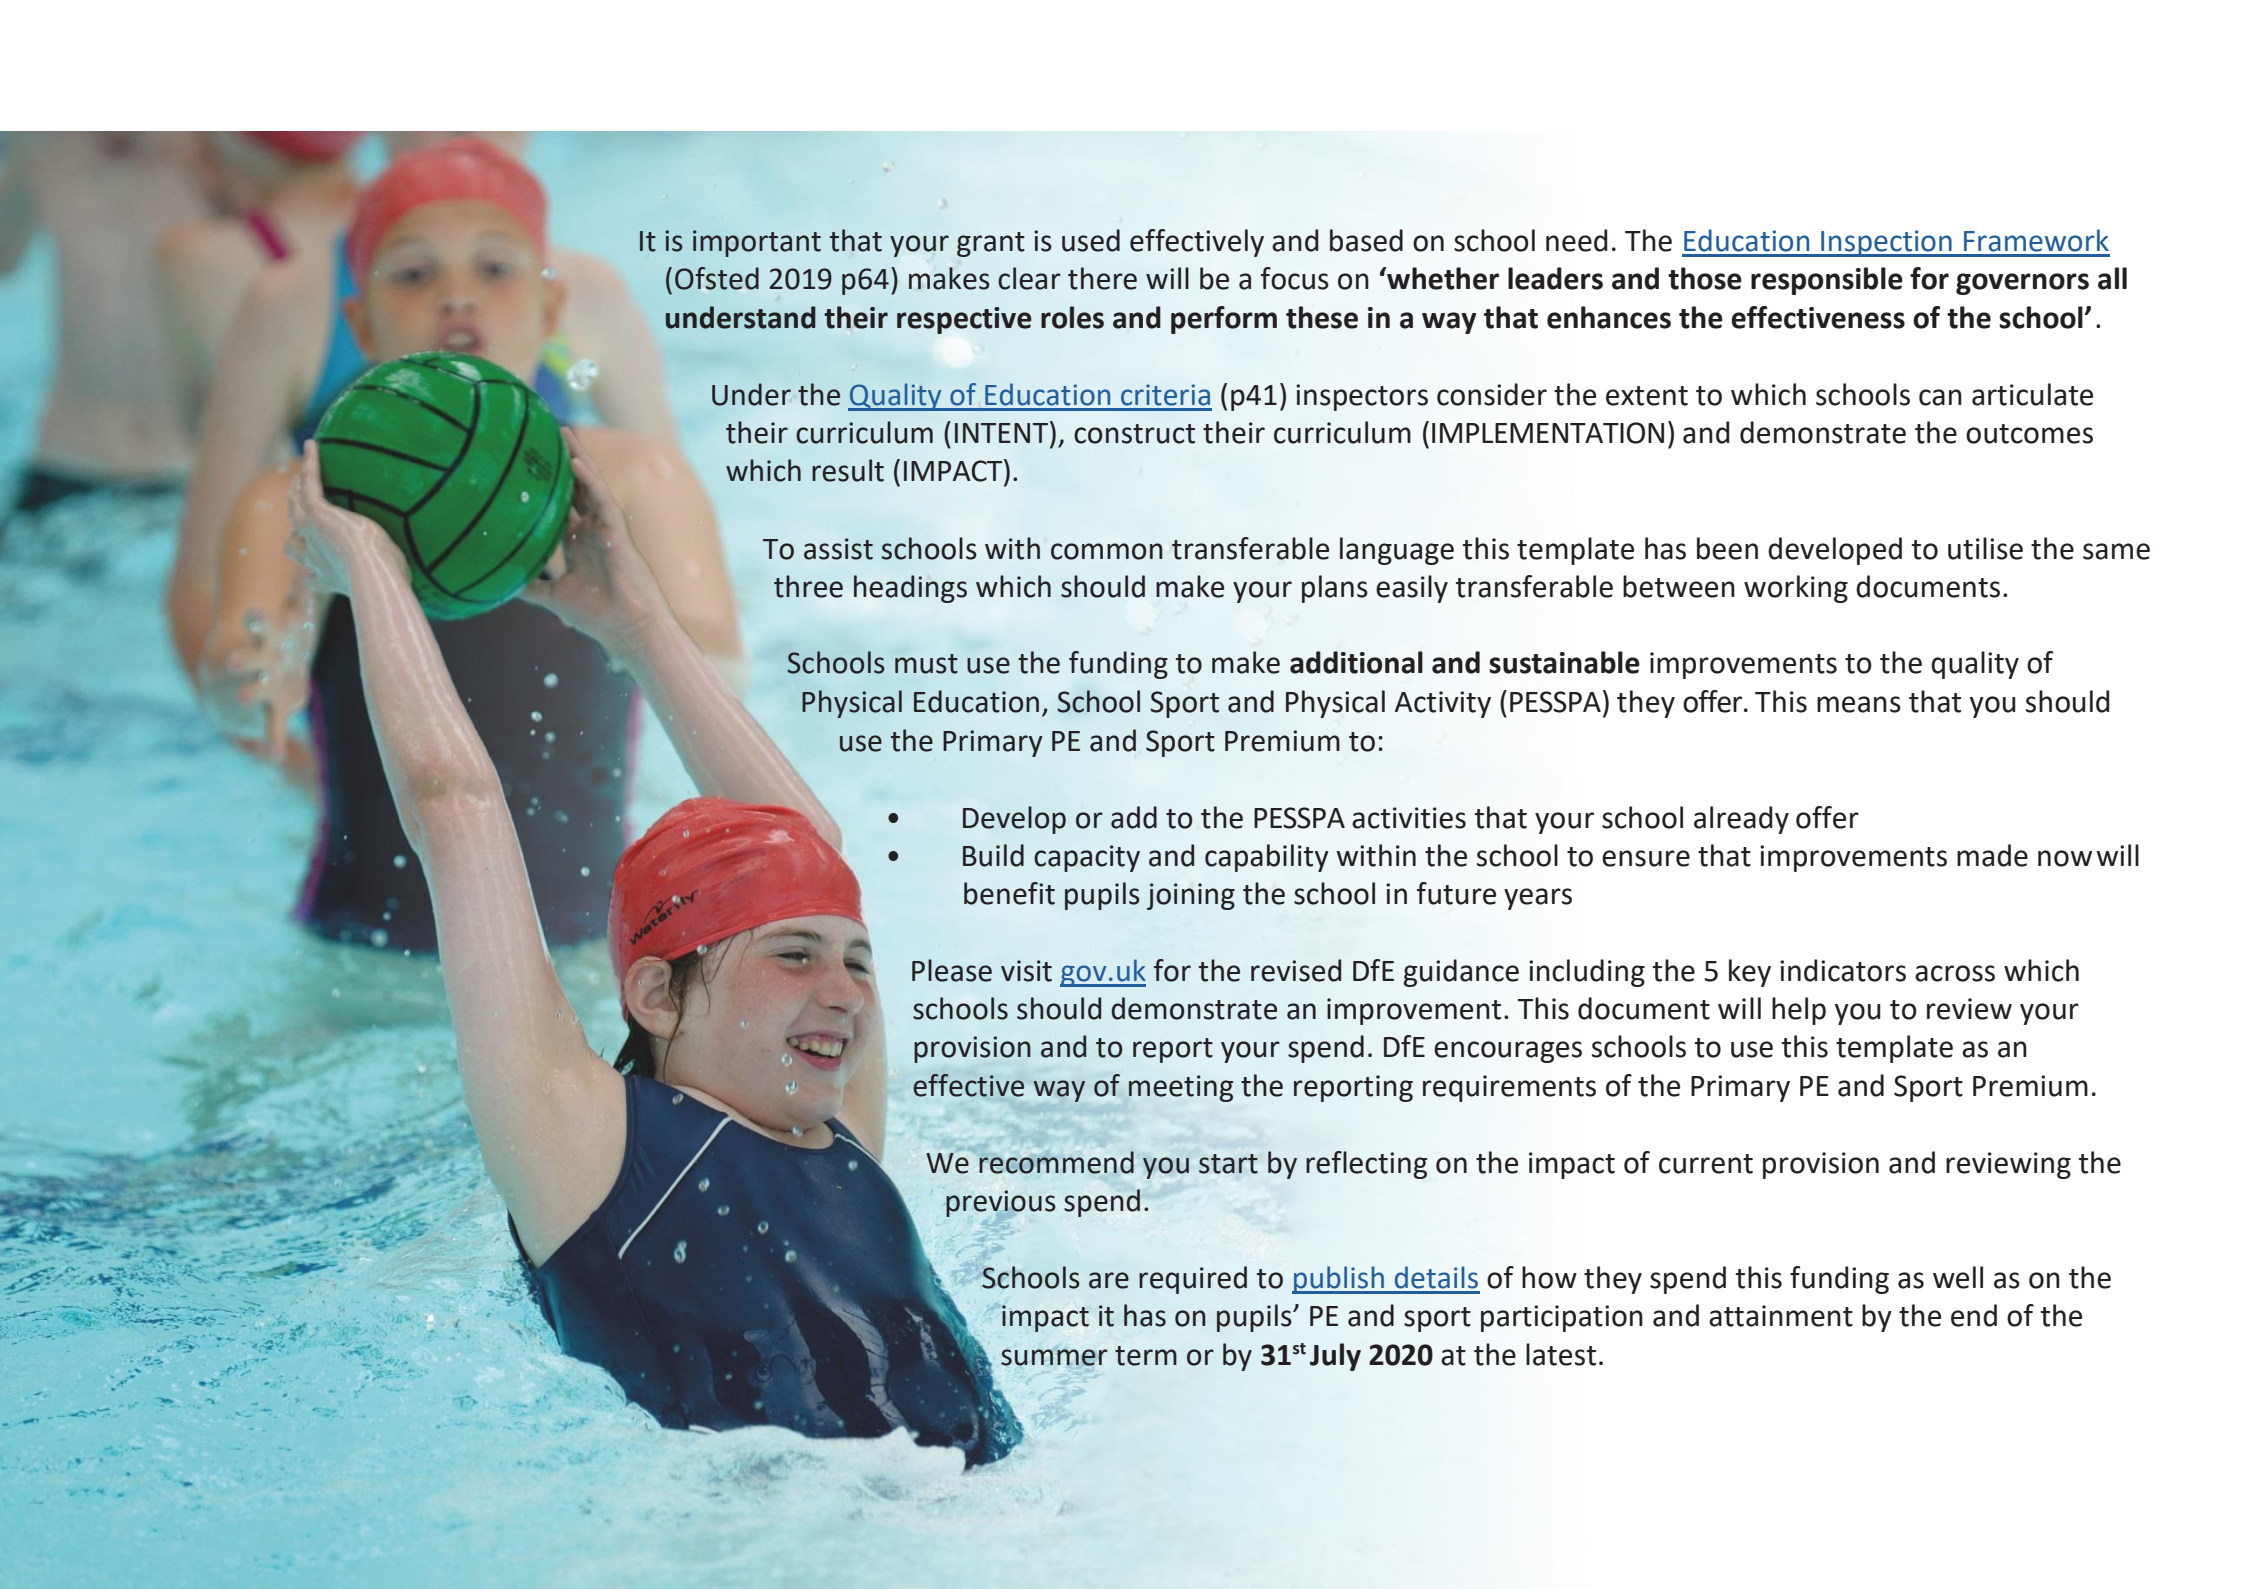 It is important that your grant is used effectively and based on school need. The Education Inspection Framework
(Ofsted 2019 p64) makes clear there will be a focus on ‘whether leaders and those responsible for governors all
understand their respective roles and perform these in a way that enhances the effectiveness of the school’.
Under the Quality of Education criteria (p41) inspectors consider the extent to which schools can articulate
their curriculum (INTENT), construct their curriculum (IMPLEMENTATION) and demonstrate the outcomes
which result (IMPACT).
To assist schools with common transferable language this template has been developed to utilise the same
three headings which should make your plans easily transferable between working documents.
Schools must use the funding to make additional and sustainable improvements to the quality of
Physical Education, School Sport and Physical Activity (PESSPA) they offer. This means that you should
use the Primary PE and Sport Premium to:
• Develop or add to the PESSPA activities that your school already offer
• Build capacity and capability within the school to ensure that improvements made now will
benefit pupils joining the school in future years
Waterfly
Please visit gov.uk for the revised DfE guidance including the 5 key indicators across which
schools should demonstrate an improvement. This document will help you to review your
provision and to report your spend. DfE encourages schools to use this template as an
effective way of meeting the reporting requirements of the Primary PE and Sport Premium.
We recommend you start by reflecting on the impact of current provision and reviewing the
previous spend.
Schools are required to publish details of how they spend this funding as well as on the
impact it has on pupils’ PE and sport participation and attainment by the end of the
summer term or by 31st July 2020 at the latest.